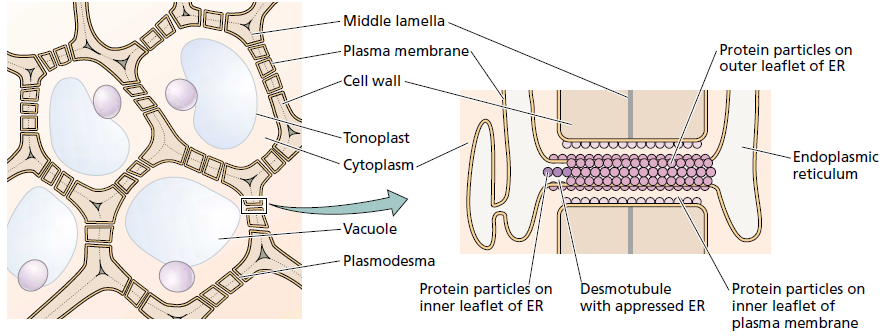 Middle lamella
Plasma membrane
Cell wall
Tonoplast
Cytoplasm
Vacuole
Plasmodesma
Protein particles on
outer leaflet of ER
Endoplasmic
reticulum
Protein particles on
inner leaflet of ER
Desmotubule
with appressed ER
Protein particles on
inner leaflet of
plasma membrane